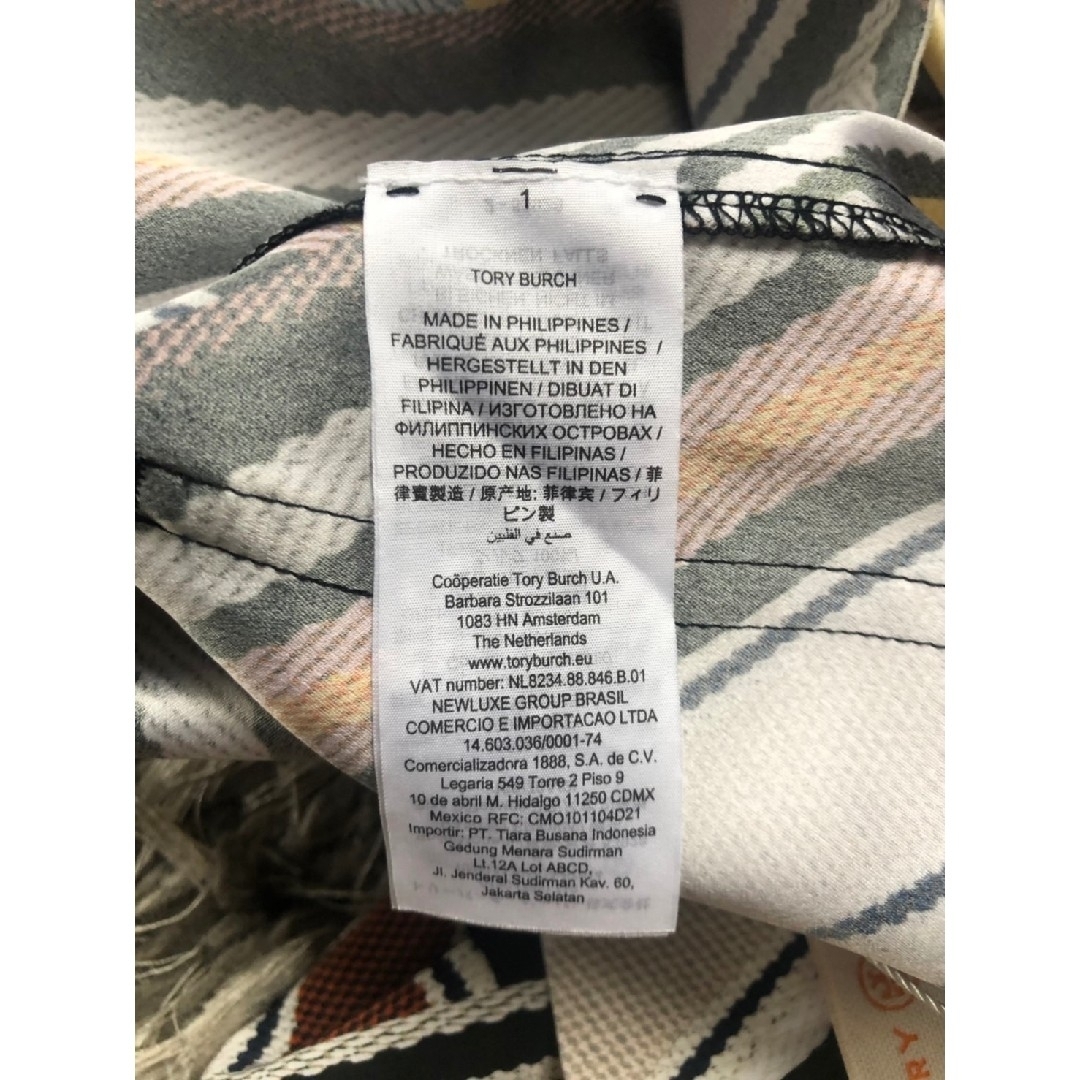 1
TORY BURCH
MADE IN PHILIPPINES /
FABRIQUÉ AUX PHILIPPINES /
HERGESTELLT IN DEN
PHILIPPINEN / DIBUAT DI
FILIPINA / ИЗГОТОВЛЕНО НА
ФИЛИППИНСКИХ ОСТРОВАХ /
HECHO EN FILIPINAS /
PRODUZIDO NAS FILIPINAS / 菲
律賓製造 / 原产地: 菲律宾 / フィリ
ピン製
صنع في الفلبين
Coöperatie Tory Burch U.A.
Barbara Strozzilaan 101
1083 HN Amsterdam
The Netherlands
www.toryburch.eu
VAT number: NL8234.88.846.B.01
NEWLUXE GROUP BRASIL
COMERCIO E IMPORTACAO LTDA
14.603.036/0001-74
Comercializadora 1888, S.A. de C.V.
Legaria 549 Torre 2 Piso 9
10 de abril M. Hidalgo 11250 CDMX
Mexico RFC: CMO101104D21
Importir: PT. Tiara Busana Indonesia
Gedung Menara Sudirman
Lt.12A Lot ABCD,
Jl. Jenderal Sudirman Kav. 60,
Jakarta Selatan
RY